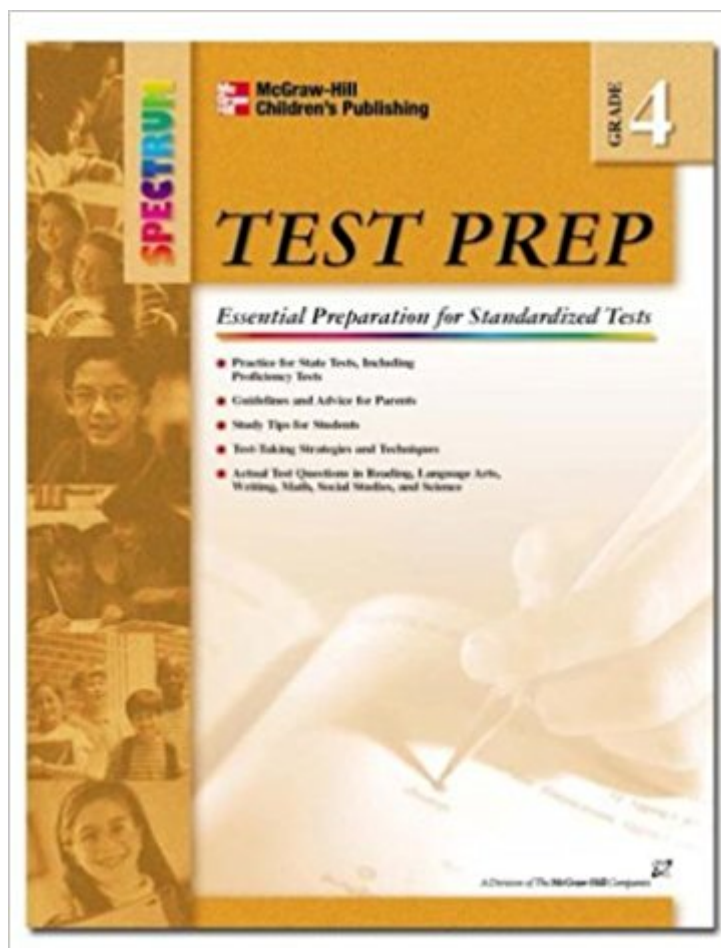 SPECTRUM
McGraw-Hill
Children's Publishing
GRADE 4
TEST PREP
Essential Preparation for Standardized Tests
Practice for State Tests, Including
Proficiency Tests
Guidelines and Advice for Parents
Study Tips for Students
Test-Taking Strategies and Techniques
Actual Test Questions in Reading, Language Arts,
Writing, Math, Social Studies, and Science
A Division of The McGraw-Hill Companies